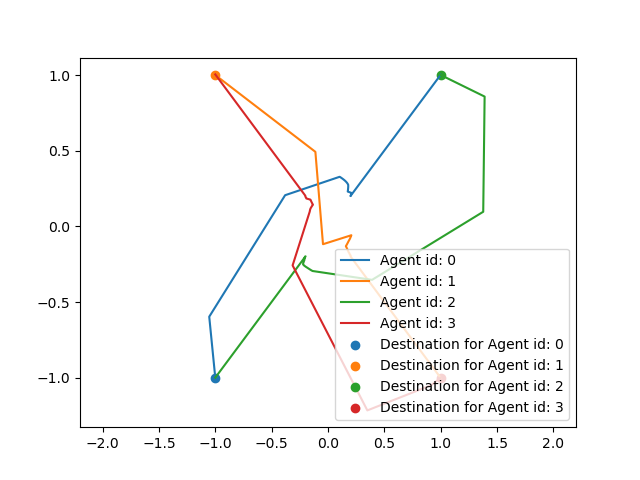 1.0
0.5
0.0
−0.5
−1.0
Agent id: 0
Agent id: 1
Agent id: 2
Agent id: 3
Destination for Agent id: 0
Destination for Agent id: 1
Destination for Agent id: 2
Destination for Agent id: 3
−2.0 −1.5 −1.0 −0.5 0.0 0.5 1.0 1.5 2.0